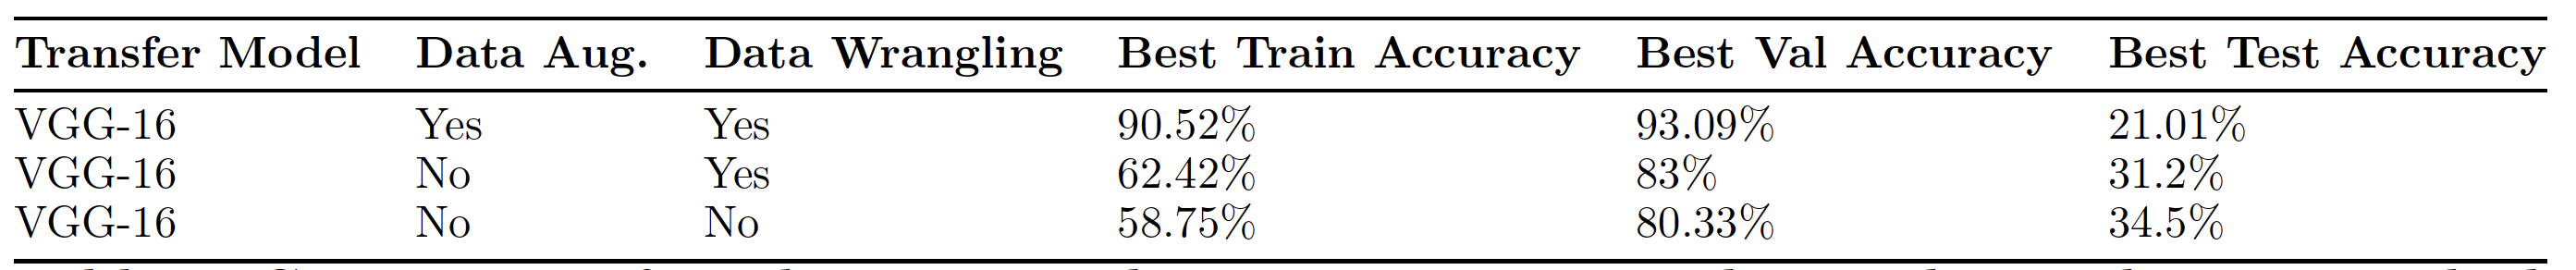 Transfer Model Data Aug. Data Wrangling Best Train Accuracy Best Val Accuracy Best Test Accuracy
VGG-16 Yes Yes 90.52% 93.09% 21.01%
VGG-16 No Yes 62.42% 83% 31.2%
VGG-16 No No 58.75% 80.33% 34.5%